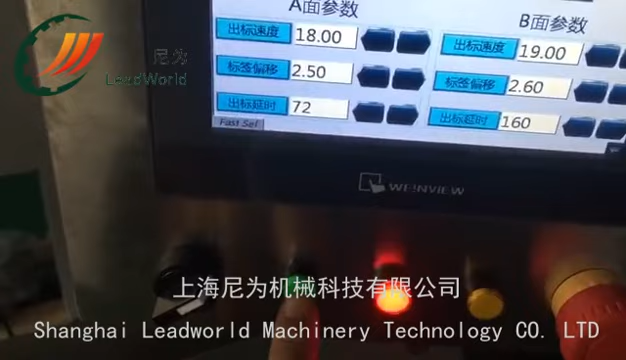 A面参数
B面参数
出标速度 18.00
出标速度 19.00
标签偏移 2.50
标签偏移 2.60
出标延时 72
出标延时 160
Fast Sel
尼为
LeadWorld
WEINVIEW
上海尼为机械科技有限公司
Shanghai Leadworld Machinery Technology CO. LTD